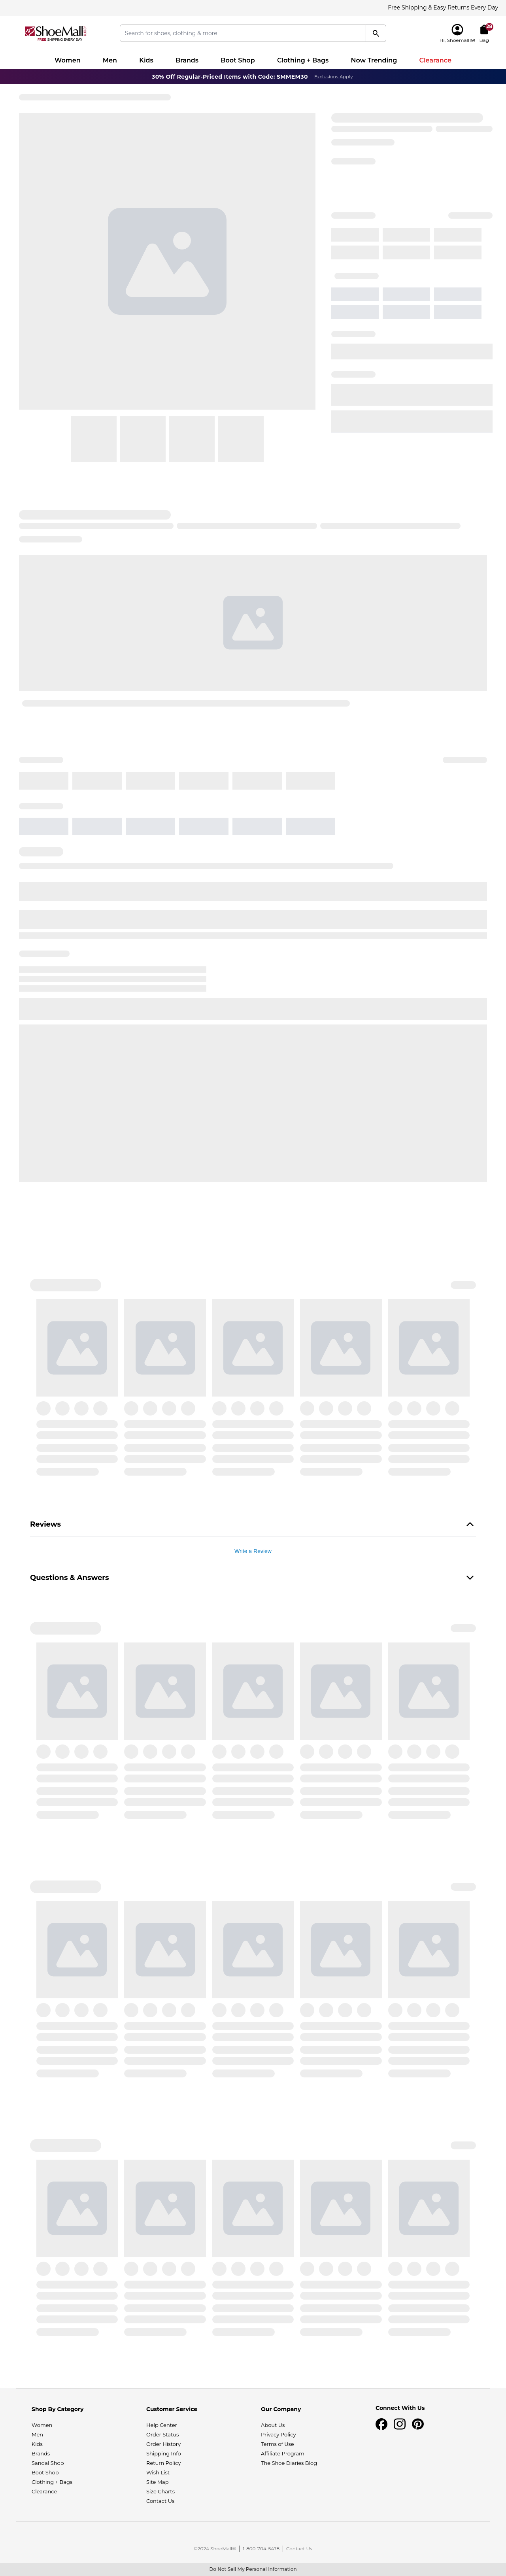 Free Shipping & Easy Returns Every Day
ShoeMall
FREE SHIPPING EVERY DAY
Search for shoes, clothing & more
Hi, Shoemall19!
Bag
Women Men Kids Brands Boot Shop Clothing + Bags Now Trending Clearance
30% Off Regular-Priced Items with Code: SMMEM30 Exclusions Apply
Reviews
Write a Review
Questions & Answers
Shop By Category
Women
Men
Kids
Brands
Sandal Shop
Boot Shop
Clothing + Bags
Clearance
Customer Service
Help Center
Order Status
Order History
Shipping Info
Return Policy
Wish List
Site Map
Size Charts
Contact Us
Our Company
About Us
Privacy Policy
Terms of Use
Affiliate Program
The Shoe Diaries Blog
Connect With Us
©2024 ShoeMall® | 1-800-704-5478 | Contact Us
Do Not Sell My Personal Information